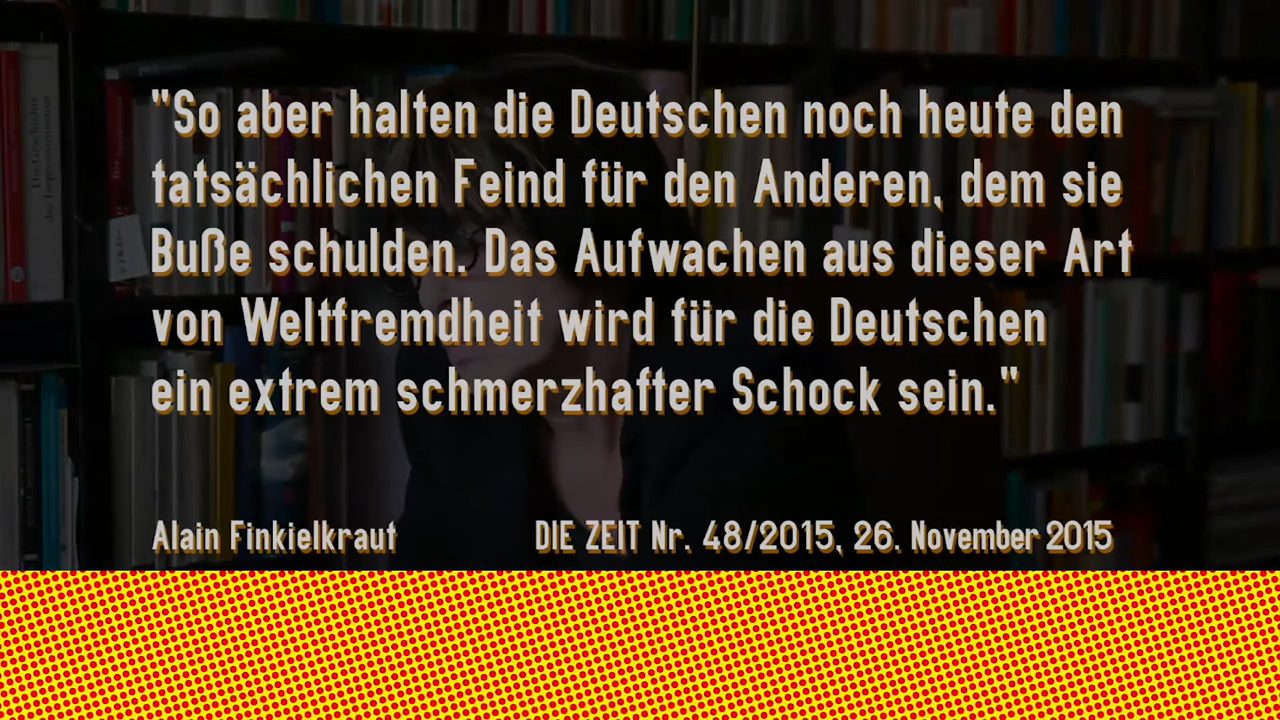 "So aber halten die Deutschen noch heute den
tatsächlichen Feind für den Anderen, dem sie
Buße schulden. Das Aufwachen aus dieser Art
von Weltfremdheit wird für die Deutschen
ein extrem schmerzhafter Schock sein."
Alain Finkielkraut DIE ZEIT Nr. 48/2015, 26. November 2015